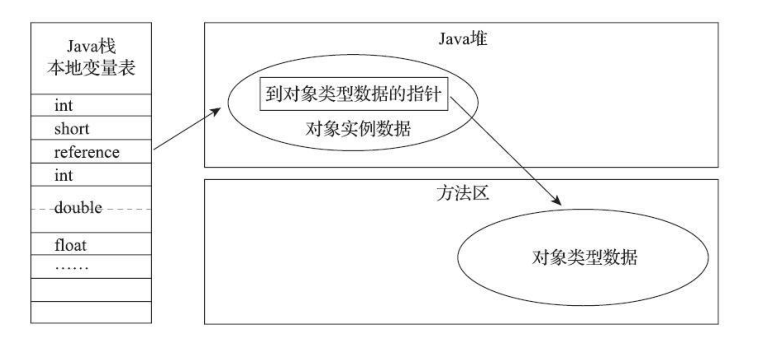 Java栈
本地变量表
int
short
reference
int
double
float
……
Java堆
到对象类型数据的指针
对象实例数据
方法区
对象类型数据